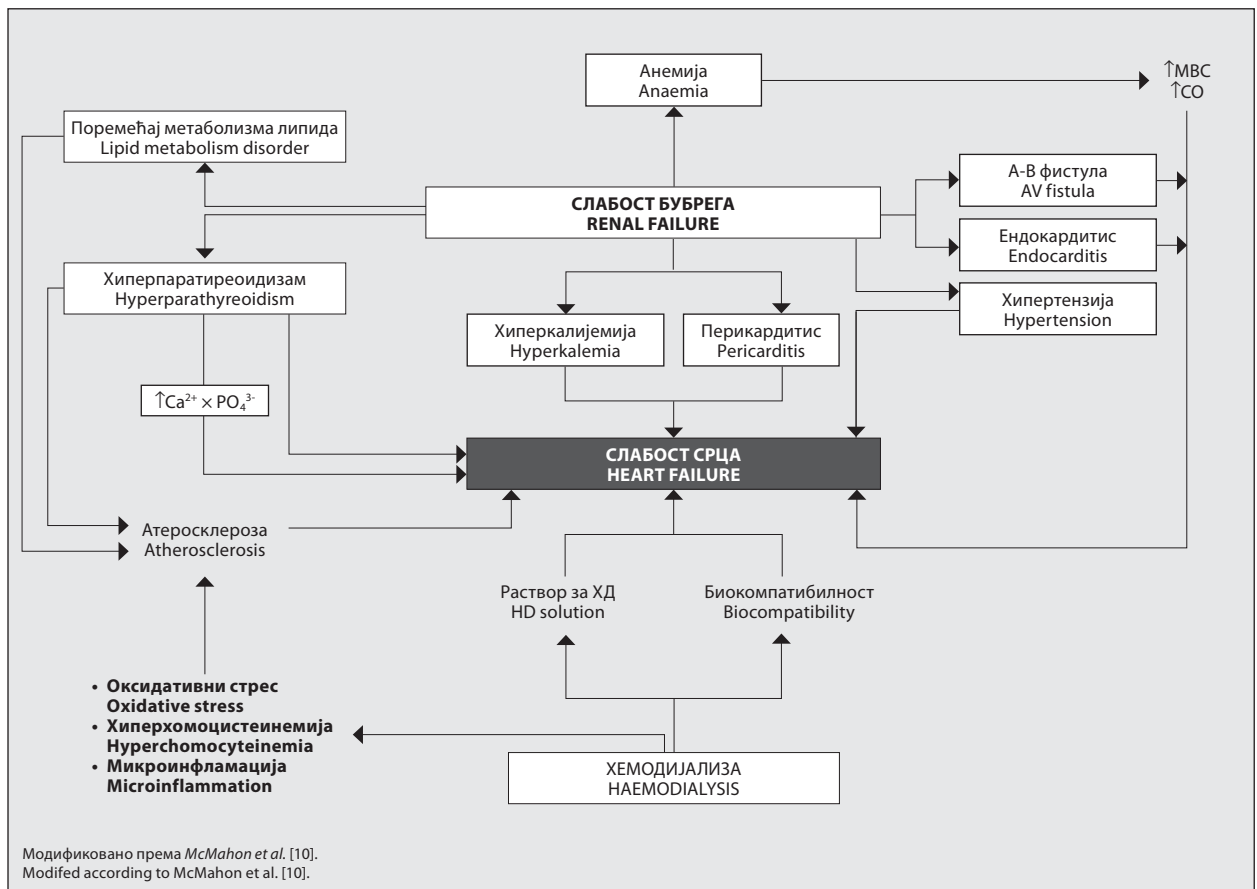 Анемија
Anaemia
↑МВС
↑CO
Поремећај метаболизма липида
Lipid metabolism disorder
А-В фистула
AV fistula
СЛАБОСТ БУБРЕГА
RENAL FAILURE
Ендокардитис
Endocarditis
Хиперпаратиреоидизам
Hyperparathyreoidism
Хипертензија
Hypertension
Хиперкалијемија
Hyperkalemia
Перикардитис
Pericarditis
↑Ca²⁺ × PO₄³⁻
СЛАБОСТ СРЦА
HEART FAILURE
Атеросклероза
Atherosclerosis
Раствор за ХД
HD solution
Биокомпатибилност
Biocompatibility
• Оксидативни стрес
Oxidative stress
• Хиперхомоцистеинемија
Hyperchomocyteinemia
• Микроинфламација
Microinflammation
ХЕМОДИЈАЛИЗА
HAEMODIALYSIS
Модификовано према McMahon et al. [10].
Modifed according to McMahon et al. [10].